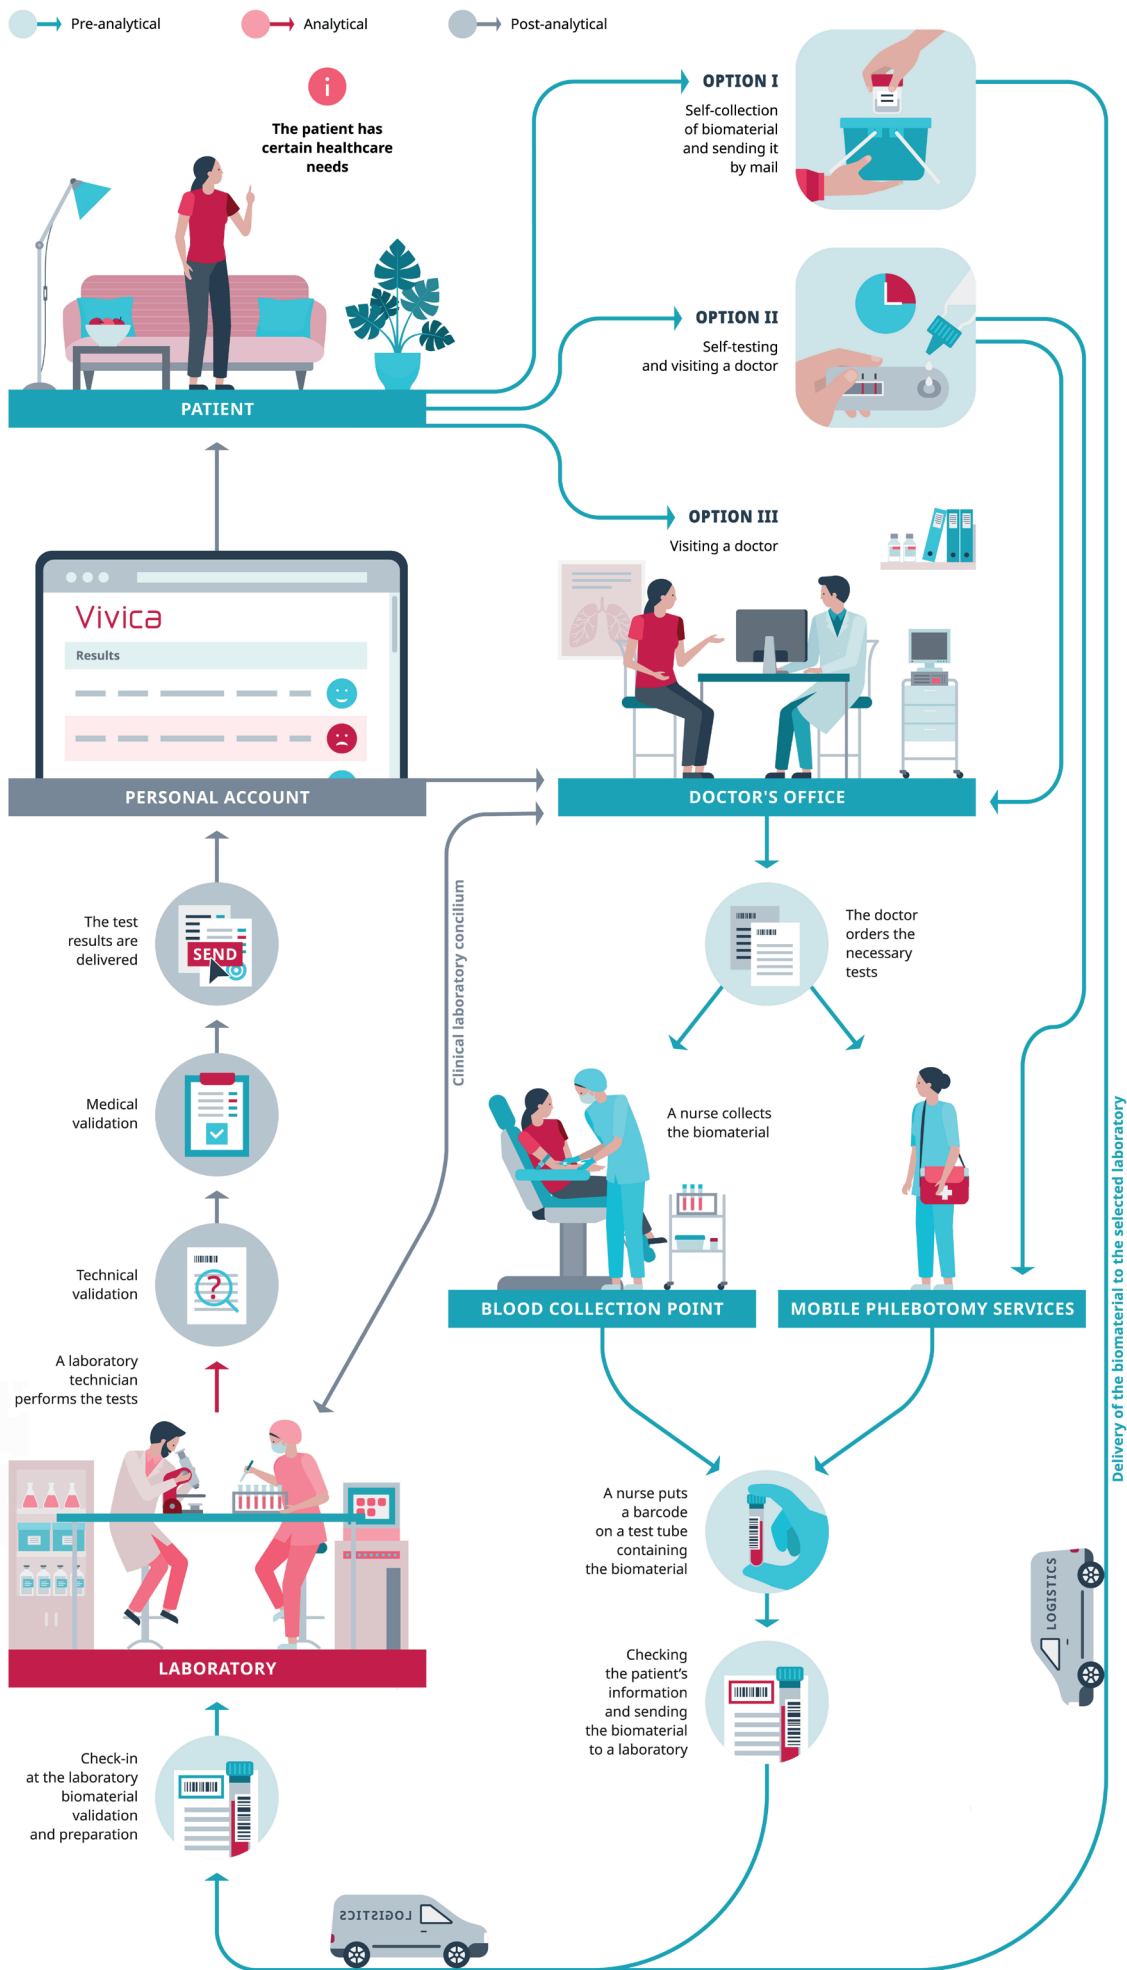 Pre-analytical
Analytical
Post-analytical
i
The patient has
certain healthcare
needs
OPTION I
Self-collection
of biomaterial
and sending it
by mail
OPTION II
Self-testing
and visiting a doctor
PATIENT
OPTION III
Visiting a doctor
Vivica
Results
PERSONAL ACCOUNT
DOCTOR'S OFFICE
The test
results are
delivered
SEND
Clinical laboratory concilium
The doctor
orders the
necessary
tests
Medical
validation
A nurse collects
the biomaterial
Delivery of the biomaterial to the selected laboratory
Technical
validation
?
BLOOD COLLECTION POINT
MOBILE PHLEBOTOMY SERVICES
A laboratory
technician
performs the tests
A nurse puts
a barcode
on a test tube
containing
the biomaterial
LOGISTICS
LABORATORY
Checking
the patient’s
information
and sending
the biomaterial
to a laboratory
Check-in
at the laboratory
biomaterial
validation
and preparation
LOGISTICS